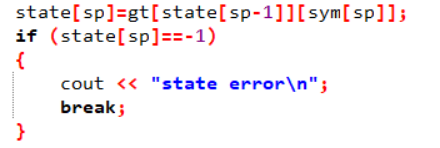 state[sp]=gt[state[sp-1]][sym[sp]];
if (state[sp]==-1)
{
    cout << "state error\n";
    break;
}